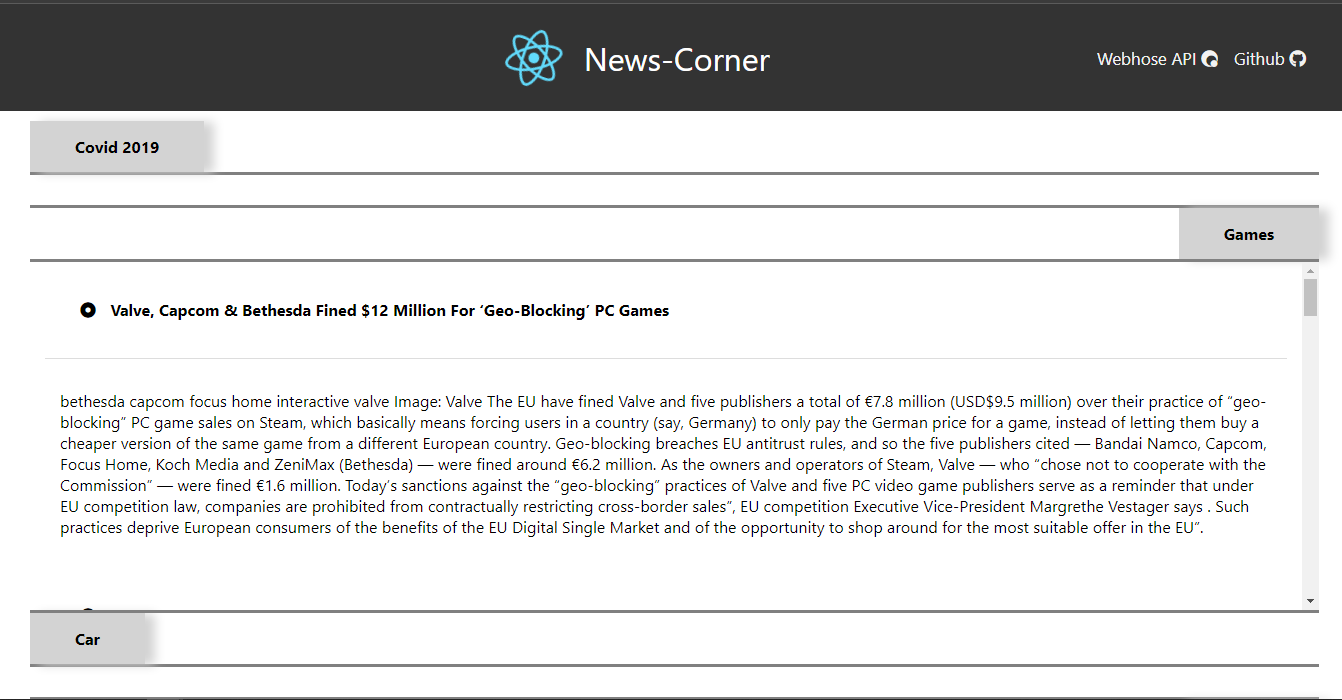 News-Corner
Webhose API
Github
Covid 2019
Games
Valve, Capcom & Bethesda Fined $12 Million For ‘Geo-Blocking’ PC Games
bethesda capcom focus home interactive valve Image: Valve The EU have fined Valve and five publishers a total of €7.8 million (USD$9.5 million) over their practice of “geo-
blocking” PC game sales on Steam, which basically means forcing users in a country (say, Germany) to only pay the German price for a game, instead of letting them buy a
cheaper version of the same game from a different European country. Geo-blocking breaches EU antitrust rules, and so the five publishers cited — Bandai Namco, Capcom,
Focus Home, Koch Media and ZeniMax (Bethesda) — were fined around €6.2 million. As the owners and operators of Steam, Valve — who “chose not to cooperate with the
Commission” — were fined €1.6 million. Today’s sanctions against the “geo-blocking” practices of Valve and five PC video game publishers serve as a reminder that under
EU competition law, companies are prohibited from contractually restricting cross-border sales”, EU competition Executive Vice-President Margrethe Vestager says . Such
practices deprive European consumers of the benefits of the EU Digital Single Market and of the opportunity to shop around for the most suitable offer in the EU”.
Car